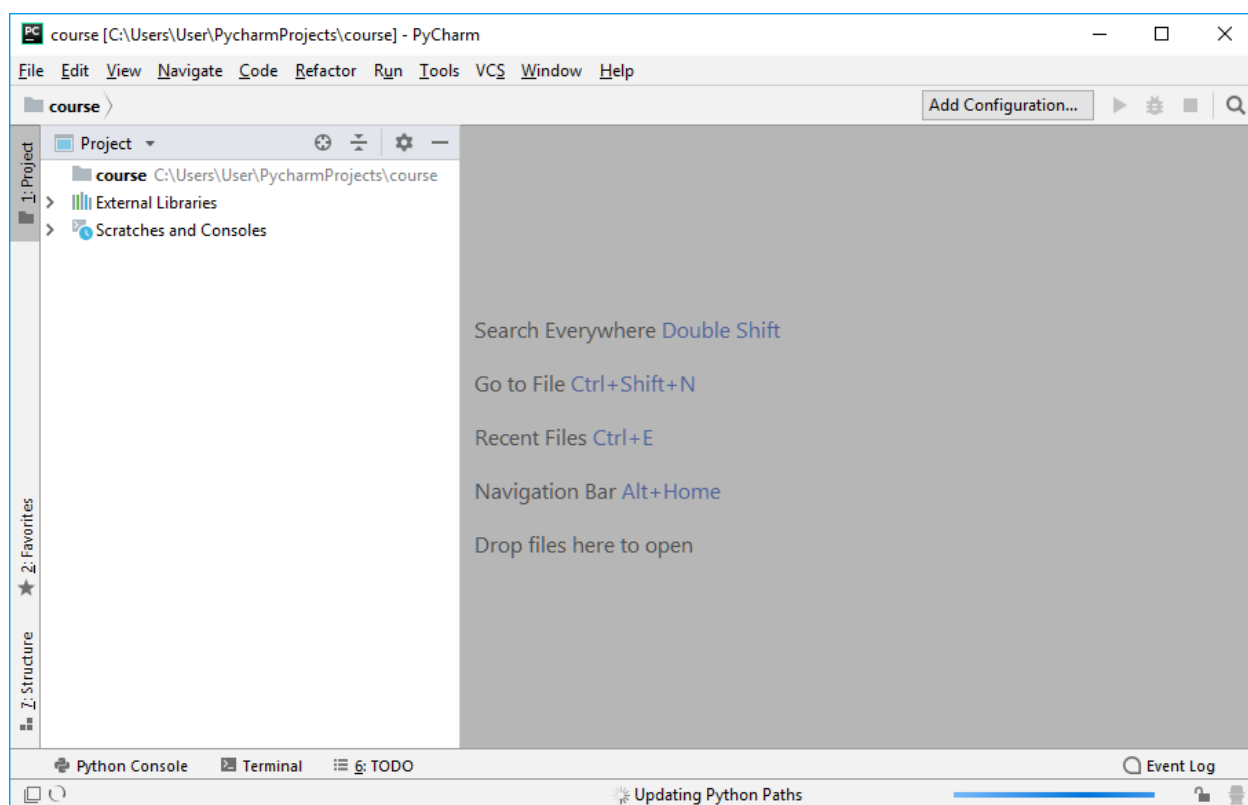 PC course [C:\Users\User\PycharmProjects\course] - PyCharm
File Edit View Navigate Code Refactor Run Tools VCS Window Help
course Add Configuration...
1: Project
Project
course C:\Users\User\PycharmProjects\course
External Libraries
Scratches and Consoles
Search Everywhere Double Shift
Go to File Ctrl+Shift+N
Recent Files Ctrl+E
Navigation Bar Alt+Home
Drop files here to open
2: Favorites
7: Structure
Python Console Terminal 6: TODO Event Log
Updating Python Paths